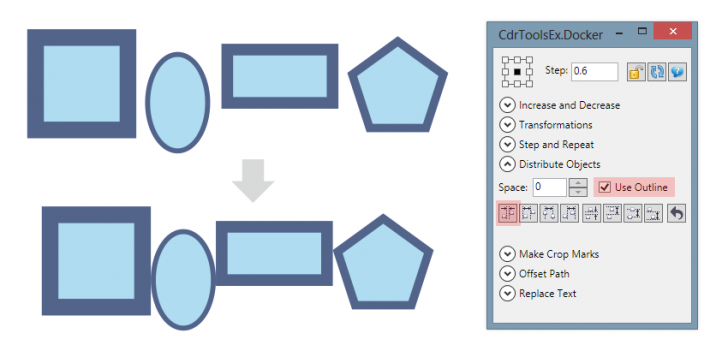 CdrToolsEx.Docker
Step: 0.6
Increase and Decrease
Transformations
Step and Repeat
Distribute Objects
Space: 0 Use Outline
Make Crop Marks
Offset Path
Replace Text